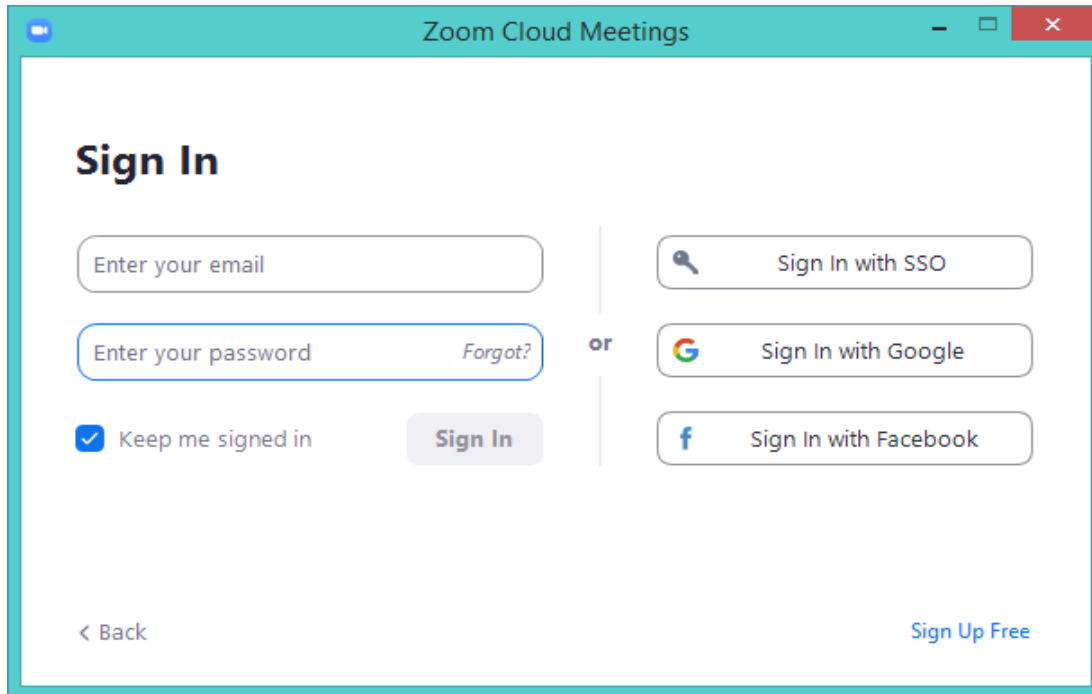 Zoom Cloud Meetings
Sign In
Enter your email
Enter your password Forgot?
Keep me signed in Sign In
or
Sign In with SSO
Sign In with Google
Sign In with Facebook
< Back
Sign Up Free